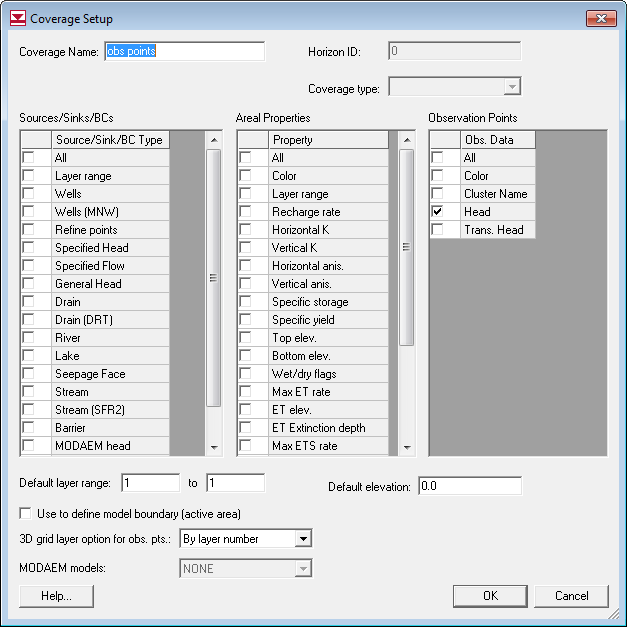 Coverage Setup
Coverage Name: obs points
Horizon ID: 0
Coverage type:
Sources/Sinks/BCs
Source/Sink/BC Type
All
Layer range
Wells
Wells (MNW)
Refine points
Specified Head
Specified Flow
General Head
Drain
Drain (DRT)
River
Lake
Seepage Face
Stream
Stream (SFR2)
Barrier
MODAEM head
Areal Properties
Property
All
Color
Layer range
Recharge rate
Horizontal K
Vertical K
Horizontal anis.
Vertical anis.
Specific storage
Specific yield
Top elev.
Bottom elev.
Wet/dry flags
Max ET rate
ET elev.
ET Extinction depth
Max ETS rate
Observation Points
Obs. Data
All
Color
Cluster Name
Head
Trans. Head
Default layer range: 1 to 1
Default elevation: 0.0
Use to define model boundary (active area)
3D grid layer option for obs. pts.: By layer number
MODAEM models: NONE
Help...
OK
Cancel